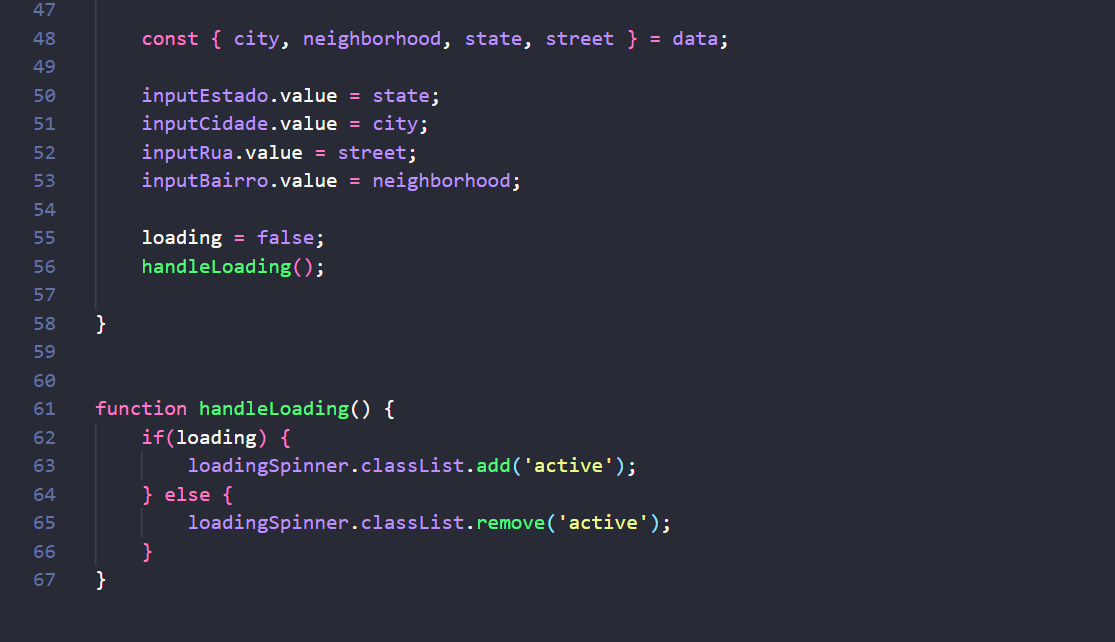 47
48 const { city, neighborhood, state, street } = data;
49
50 inputEstado.value = state;
51 inputCidade.value = city;
52 inputRua.value = street;
53 inputBairro.value = neighborhood;
54
55 loading = false;
56 handleLoading();
57
58 }
59
60
61 function handleLoading() {
62 if(loading) {
63 loadingSpinner.classList.add('active');
64 } else {
65 loadingSpinner.classList.remove('active');
66 }
67 }